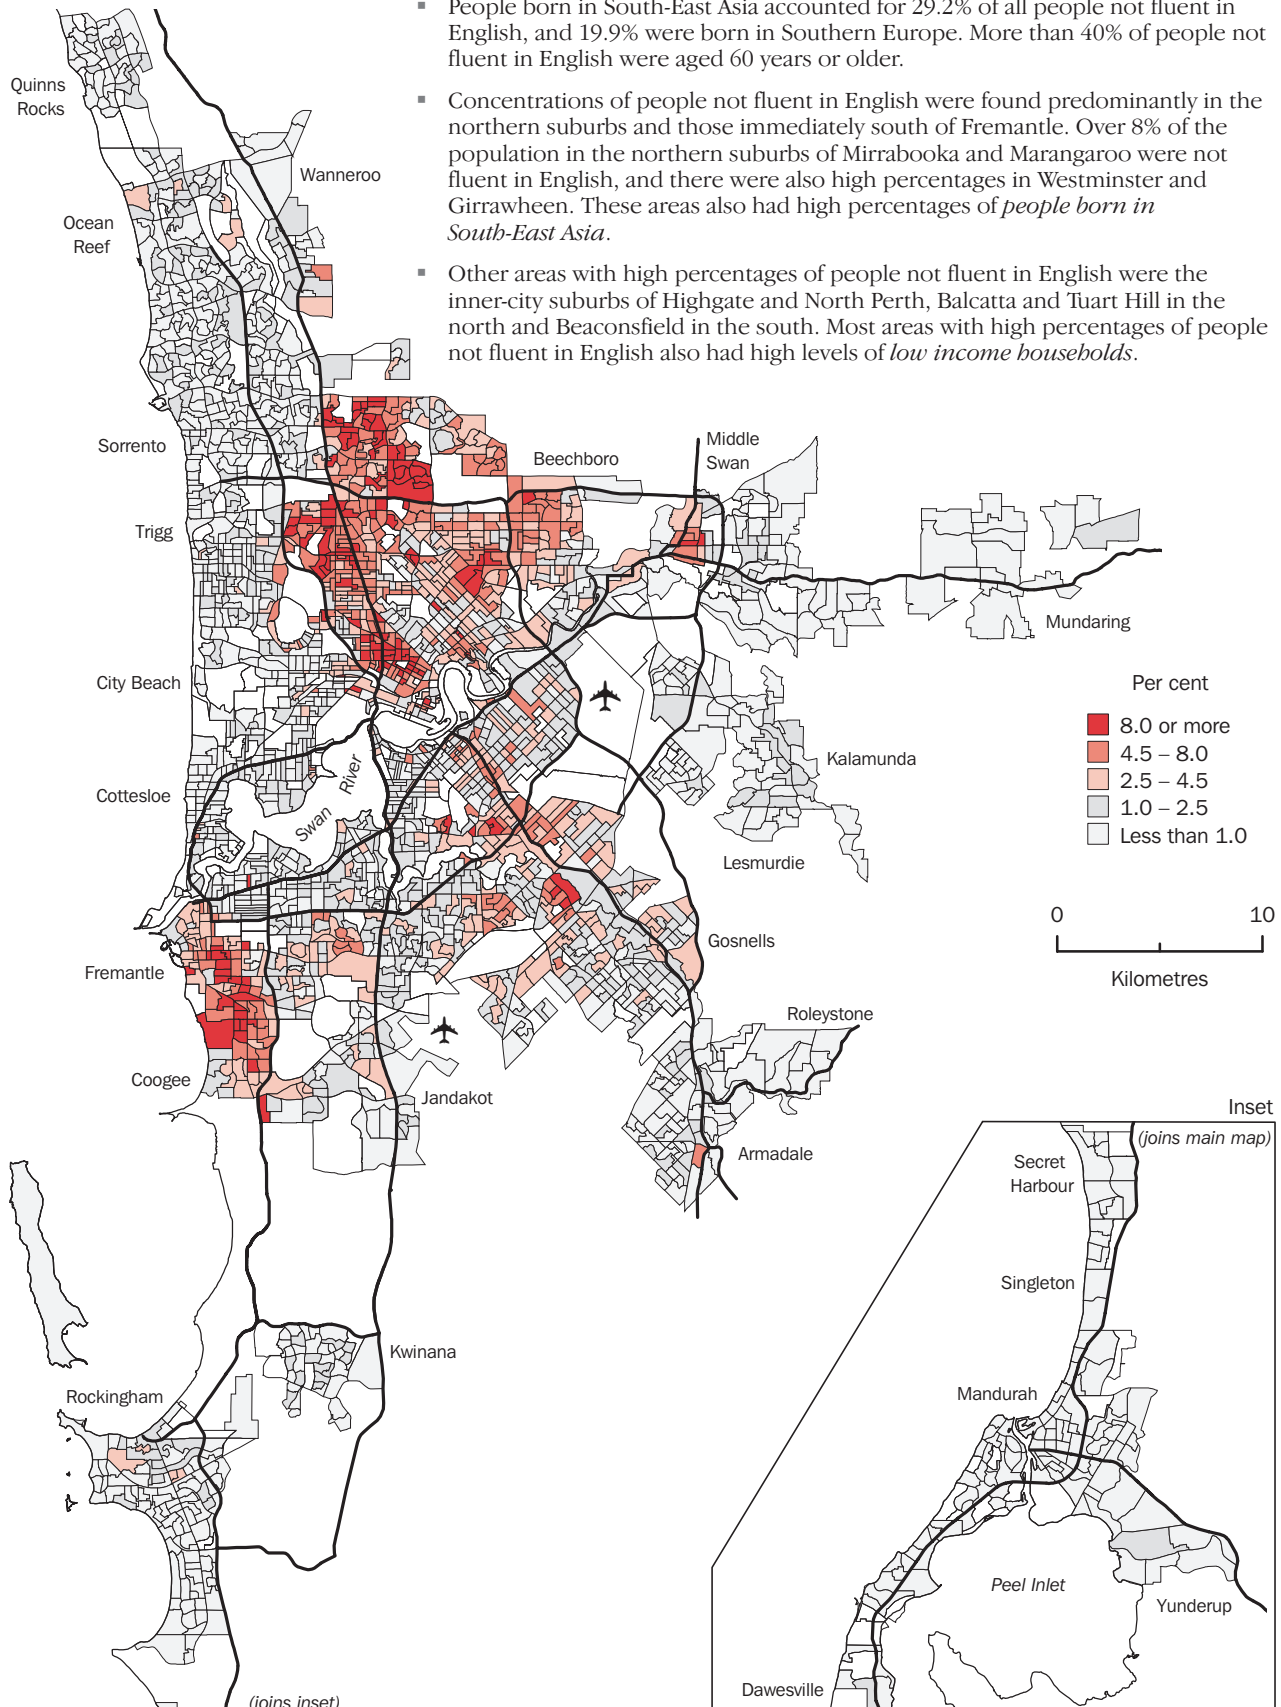 ▪ People born in South-East Asia accounted for 29.2% of all people not fluent in
English, and 19.9% were born in Southern Europe. More than 40% of people not
fluent in English were aged 60 years or older.
▪ Concentrations of people not fluent in English were found predominantly in the
northern suburbs and those immediately south of Fremantle. Over 8% of the
population in the northern suburbs of Mirrabooka and Marangaroo were not
fluent in English, and there were also high percentages in Westminster and
Girrawheen. These areas also had high percentages of people born in
South-East Asia.
▪ Other areas with high percentages of people not fluent in English were the
inner-city suburbs of Highgate and North Perth, Balcatta and Tuart Hill in the
north and Beaconsfield in the south. Most areas with high percentages of people
not fluent in English also had high levels of low income households.
Quinns
Rocks
Wanneroo
Ocean
Reef
Sorrento
Middle
Swan
Beechboro
Trigg
Mundaring
City Beach
Per cent
8.0 or more
4.5 – 8.0
2.5 – 4.5
1.0 – 2.5
Less than 1.0
Kalamunda
Cottesloe
Swan
River
Lesmurdie
0
10
Kilometres
Gosnells
Fremantle
Roleystone
Coogee
Jandakot
Armadale
Inset
(joins main map)
Secret
Harbour
Singleton
Kwinana
Rockingham
Mandurah
Peel Inlet
Yunderup
Dawesville
(joins inset)